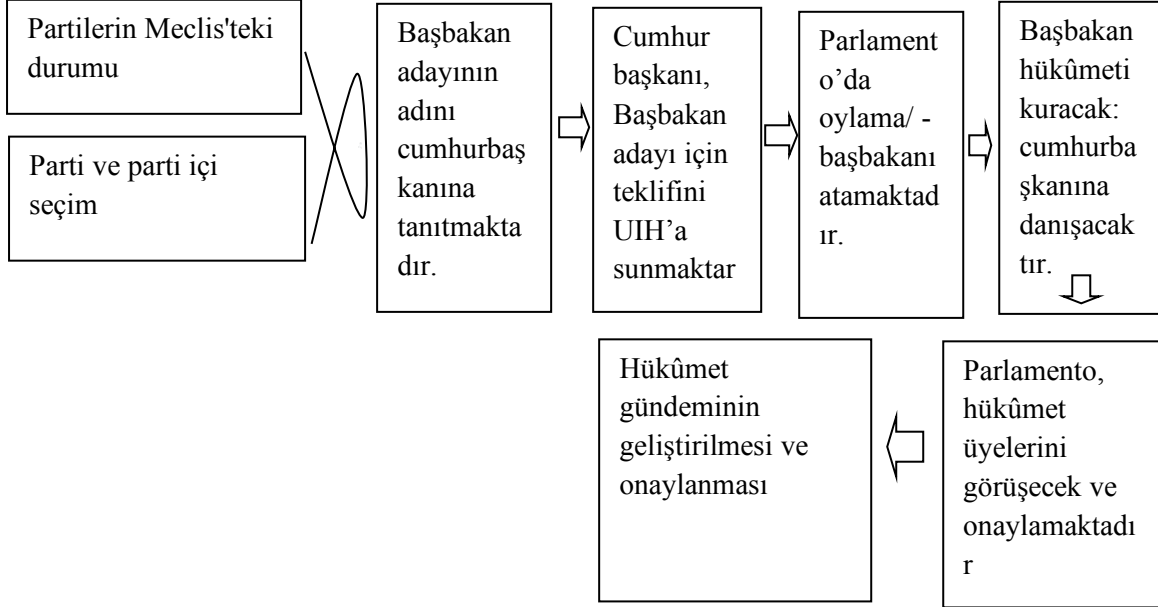 Partilerin Meclis'teki
durumu
Parti ve parti içi
seçim
Başbakan
adayının
adını
cumhurbaş
kanına
tanıtmakta
dır.
Cumhur
başkanı,
Başbakan
adayı için
teklifini
UIH’a
sunmaktar
Parlament
o’da
oylama/ -
başbakanı
atamaktad
ır.
Başbakan
hükûmeti
kuracak:
cumhurba
şkanına
danışacak
tır.
Parlamento,
hükûmet
üyelerini
görüşecek ve
onaylamaktadı
r
Hükûmet
gündeminin
geliştirilmesi ve
onaylanması